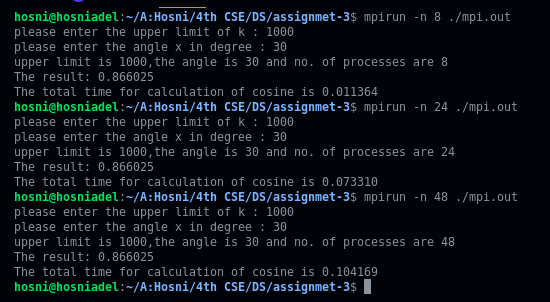 hosni@hosniadel:~/A:Hosni/4th CSE/DS/assignmet-3$ mpirun -n 8 ./mpi.out
please enter the upper limit of k : 1000
please enter the angle x in degree : 30
upper limit is 1000,the angle is 30 and no. of processes are 8
The result: 0.866025
The total time for calculation of cosine is 0.011364
hosni@hosniadel:~/A:Hosni/4th CSE/DS/assignmet-3$ mpirun -n 24 ./mpi.out
please enter the upper limit of k : 1000
please enter the angle x in degree : 30
upper limit is 1000,the angle is 30 and no. of processes are 24
The result: 0.866025
The total time for calculation of cosine is 0.073310
hosni@hosniadel:~/A:Hosni/4th CSE/DS/assignmet-3$ mpirun -n 48 ./mpi.out
please enter the upper limit of k : 1000
please enter the angle x in degree : 30
upper limit is 1000,the angle is 30 and no. of processes are 48
The result: 0.866025
The total time for calculation of cosine is 0.104169
hosni@hosniadel:~/A:Hosni/4th CSE/DS/assignmet-3$